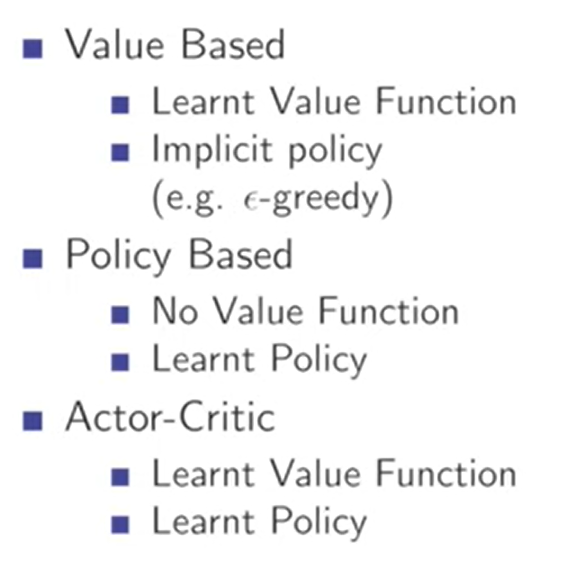 Value Based
Learnt Value Function
Implicit policy
(e.g. ϵ-greedy)
Policy Based
No Value Function
Learnt Policy
Actor-Critic
Learnt Value Function
Learnt Policy